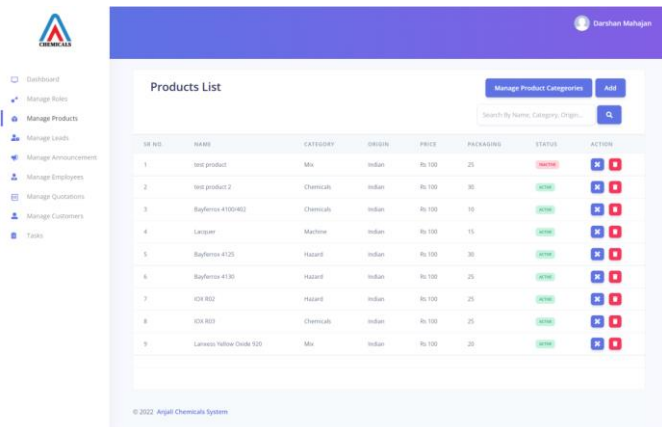 CHEMICALS
Darshan Mahajan
Dashboard
Manage Roles
Manage Products
Manage Leads
Manage Announcement
Manage Employees
Manage Quotations
Manage Customers
Tasks
Products List
Manage Product Categeories Add
Search By Name, Category, Origin...
SR NO. NAME CATEGORY ORIGIN PRICE PACKAGING STATUS ACTION
1 test product Mix Indian Rs 100 25 INACTIVE
2 test product 2 Chemicals Indian Rs 100 30 ACTIVE
3 Bayferrox 4100/402 Chemicals Indian Rs 100 10 ACTIVE
4 Lacquer Machine Indian Rs 100 15 ACTIVE
5 Bayferrox 4125 Hazard Indian Rs 100 30 ACTIVE
6 Bayferrox 4130 Hazard Indian Rs 100 25 ACTIVE
7 IOX R02 Hazard Indian Rs 100 25 ACTIVE
8 IOX R03 Chemicals Indian Rs 100 25 ACTIVE
9 Lanxess Yellow Oxide 920 Mix Indian Rs 100 20 ACTIVE
© 2022 Anjali Chemicals System